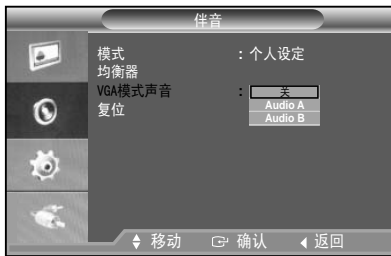 伴音
模式 : 个人设定
均衡器
VGA模式声音 : 关
Audio A
Audio B
复位
移动 确认 返回